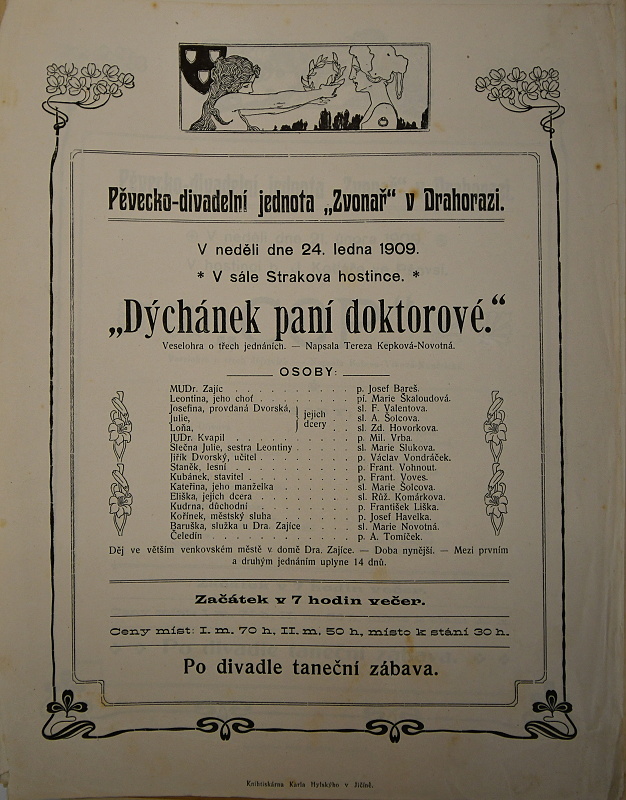 Pěvecko-divadelní jednota „Zvonař“ v Drahorazi.
V neděli dne 24. ledna 1909.
* V sále Strakova hostince. *
„Dýchánek paní doktorové.“
Veselohra o třech jednáních. — Napsala Tereza Kepková-Novotná.
OSOBY:
MUDr. Zajíc . . . . . . . . . . p. Josef Bareš.
Leontina, jeho choť . . . . . . . pí. Marie Škaloudová.
Josefina, provdaná Dvorská, . . sl. F. Valentova.
Julie, jejich . . sl. A. Šolcova.
Loňa, dcery . . sl. Zd. Hovorkova.
JUDr. Kvapil . . . . . . . . . p. Mil. Vrba.
Slečna Julie, sestra Leontiny . . . . sl. Marie Slukova.
Jiřík Dvorský, učitel . . . . . . . p. Václav Vondráček.
Staněk, lesní . . . . . . . . . p. Frant. Vohnout.
Kubánek, stavitel . . . . . . . . p. Frant. Voves.
Kateřina, jeho manželka . . . . . . sl. Marie Šolcova.
Eliška, jejich dcera . . . . . . . sl. Růž. Komárkova.
Kudrna, důchodní . . . . . . . . p. František Liška.
Kořínek, městský sluha . . . . . . p. Josef Havelka.
Baruška, služka u Dra. Zajíce . . . . sl. Marie Novotná.
Čeledín . . . . . . . . . . . p. A. Tomíček.
Děj ve větším venkovském městě v domě Dra. Zajíce. — Doba nynější. — Mezi prvním
a druhým jednáním uplyne 14 dnů.
Začátek v 7 hodin večer.
Ceny míst: I. m. 70 h, II. m. 50 h, místo k stání 30 h.
Po divadle taneční zábava.
Knihtiskárna Karla Hylskýho v Jičíně.